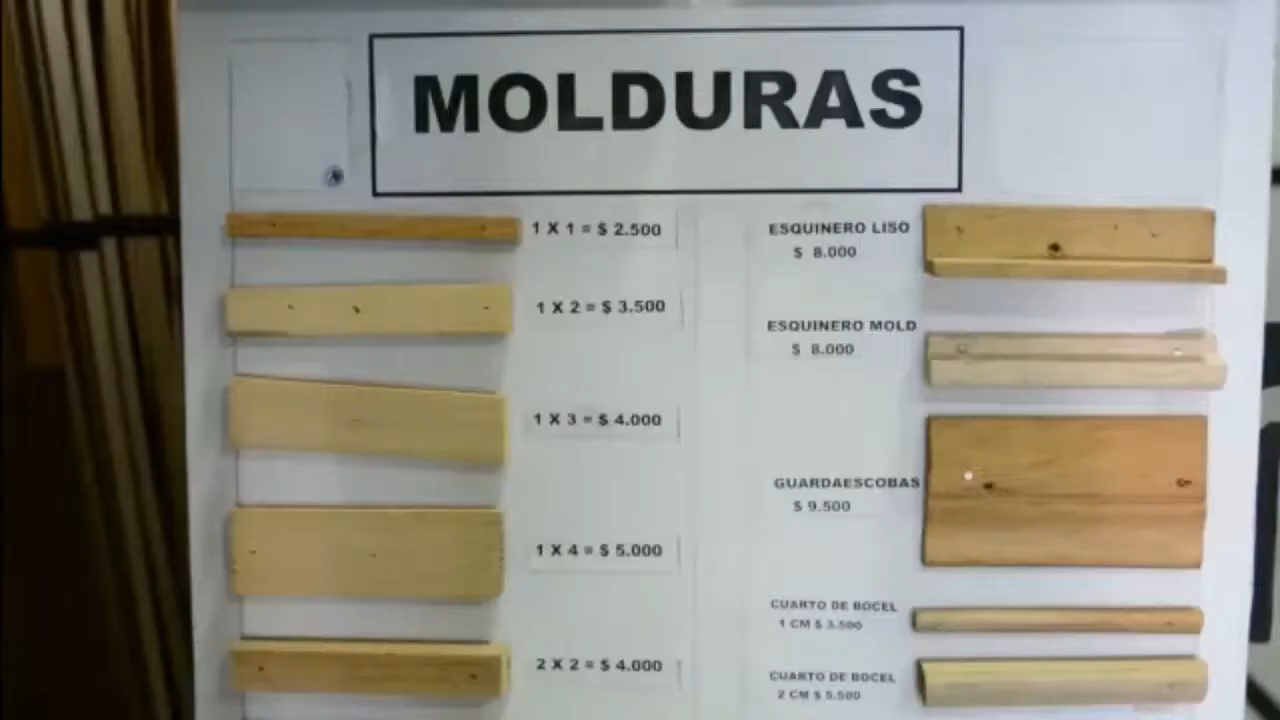 MOLDURAS
1 X 1 = $ 2.500
1 X 2 = $ 3.500
1 X 3 = $ 4.000
1 X 4 = $ 5.000
2 X 2 = $ 4.000
ESQUINERO LISO
$ 8.000
ESQUINERO MOLD
$ 8.000
GUARDAESCOBAS
$ 9.500
CUARTO DE BOCEL
1 CM $ 3.500
CUARTO DE BOCEL
2 CM $ 5.500